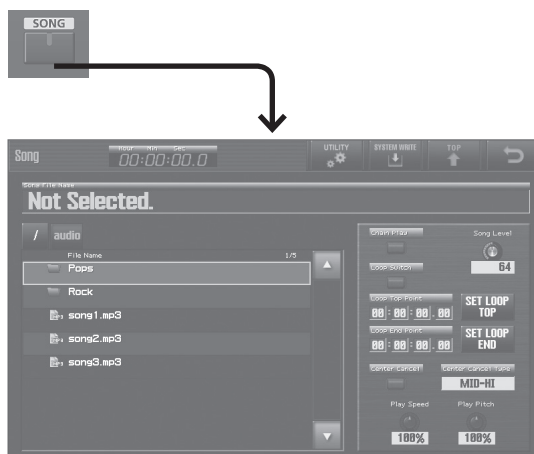 SONG
Song
Hour Min Sec
00:00:00.0
UTILITY
SYSTEM WRITE
TOP
Song File Name
Not Selected.
/ audio
File Name 1/5
Pops
Rock
song1.mp3
song2.mp3
song3.mp3
Chain Play
Song Level
64
Loop Switch
Loop Top Point
00:00:00.00
SET LOOP
TOP
Loop End Point
00:00:00.00
SET LOOP
END
Center Cancel
Center Cancel Type
MID-HI
Play Speed
Play Pitch
100%
100%